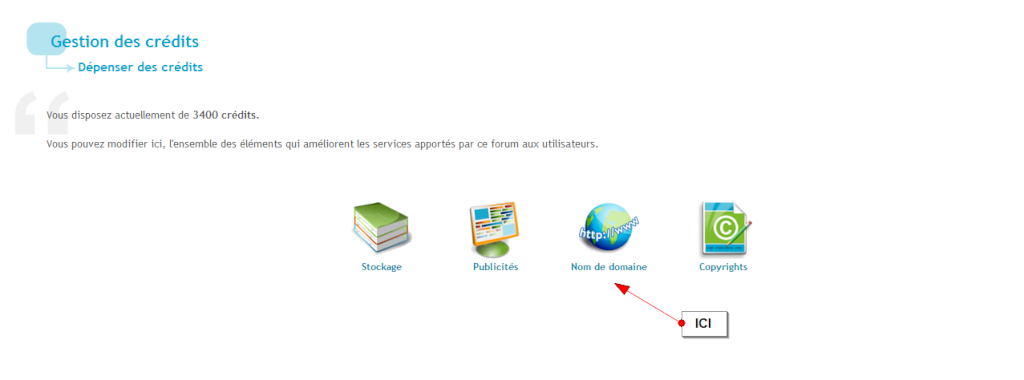 Gestion des crédits
Dépenser des crédits
Vous disposez actuellement de 3400 crédits.
Vous pouvez modifier ici, l'ensemble des éléments qui améliorent les services apportés par ce forum aux utilisateurs.
http://www
©
Stockage Publicités Nom de domaine Copyrights
ICI